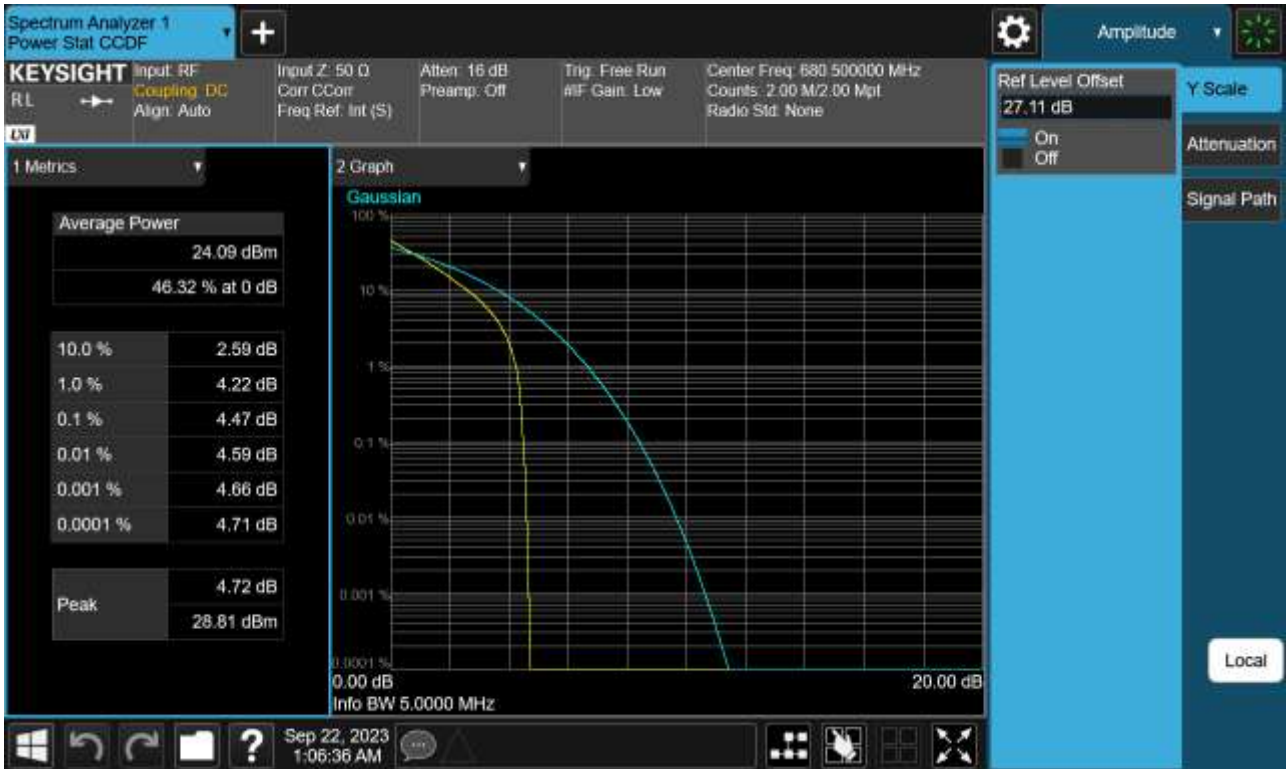 Spectrum Analyzer 1
Power Stat CCDF
+
Amplitude
KEYSIGHT
RL
LXI
Input: RF
Coupling: DC
Align: Auto
Input Z: 50 Ω
Corr CCorr
Freq Ref: Int (S)
Atten: 16 dB
Preamp: Off
Trig: Free Run
#IF Gain: Low
Center Freq: 680.500000 MHz
Counts: 2.00 M/2.00 Mpt
Radio Std: None
Ref Level Offset
27.11 dB
On
Off
Y Scale
Attenuation
Signal Path
Local
1 Metrics
Average Power
24.09 dBm
46.32 % at 0 dB
10.0 % 2.59 dB
1.0 % 4.22 dB
0.1 % 4.47 dB
0.01 % 4.59 dB
0.001 % 4.66 dB
0.0001 % 4.71 dB
Peak
4.72 dB
28.81 dBm
2 Graph
Gaussian
100 %
10 %
1 %
0.1 %
0.01 %
0.001 %
0.0001 %
0.00 dB 20.00 dB
Info BW 5.0000 MHz
?
Sep 22, 2023
1:06:36 AM